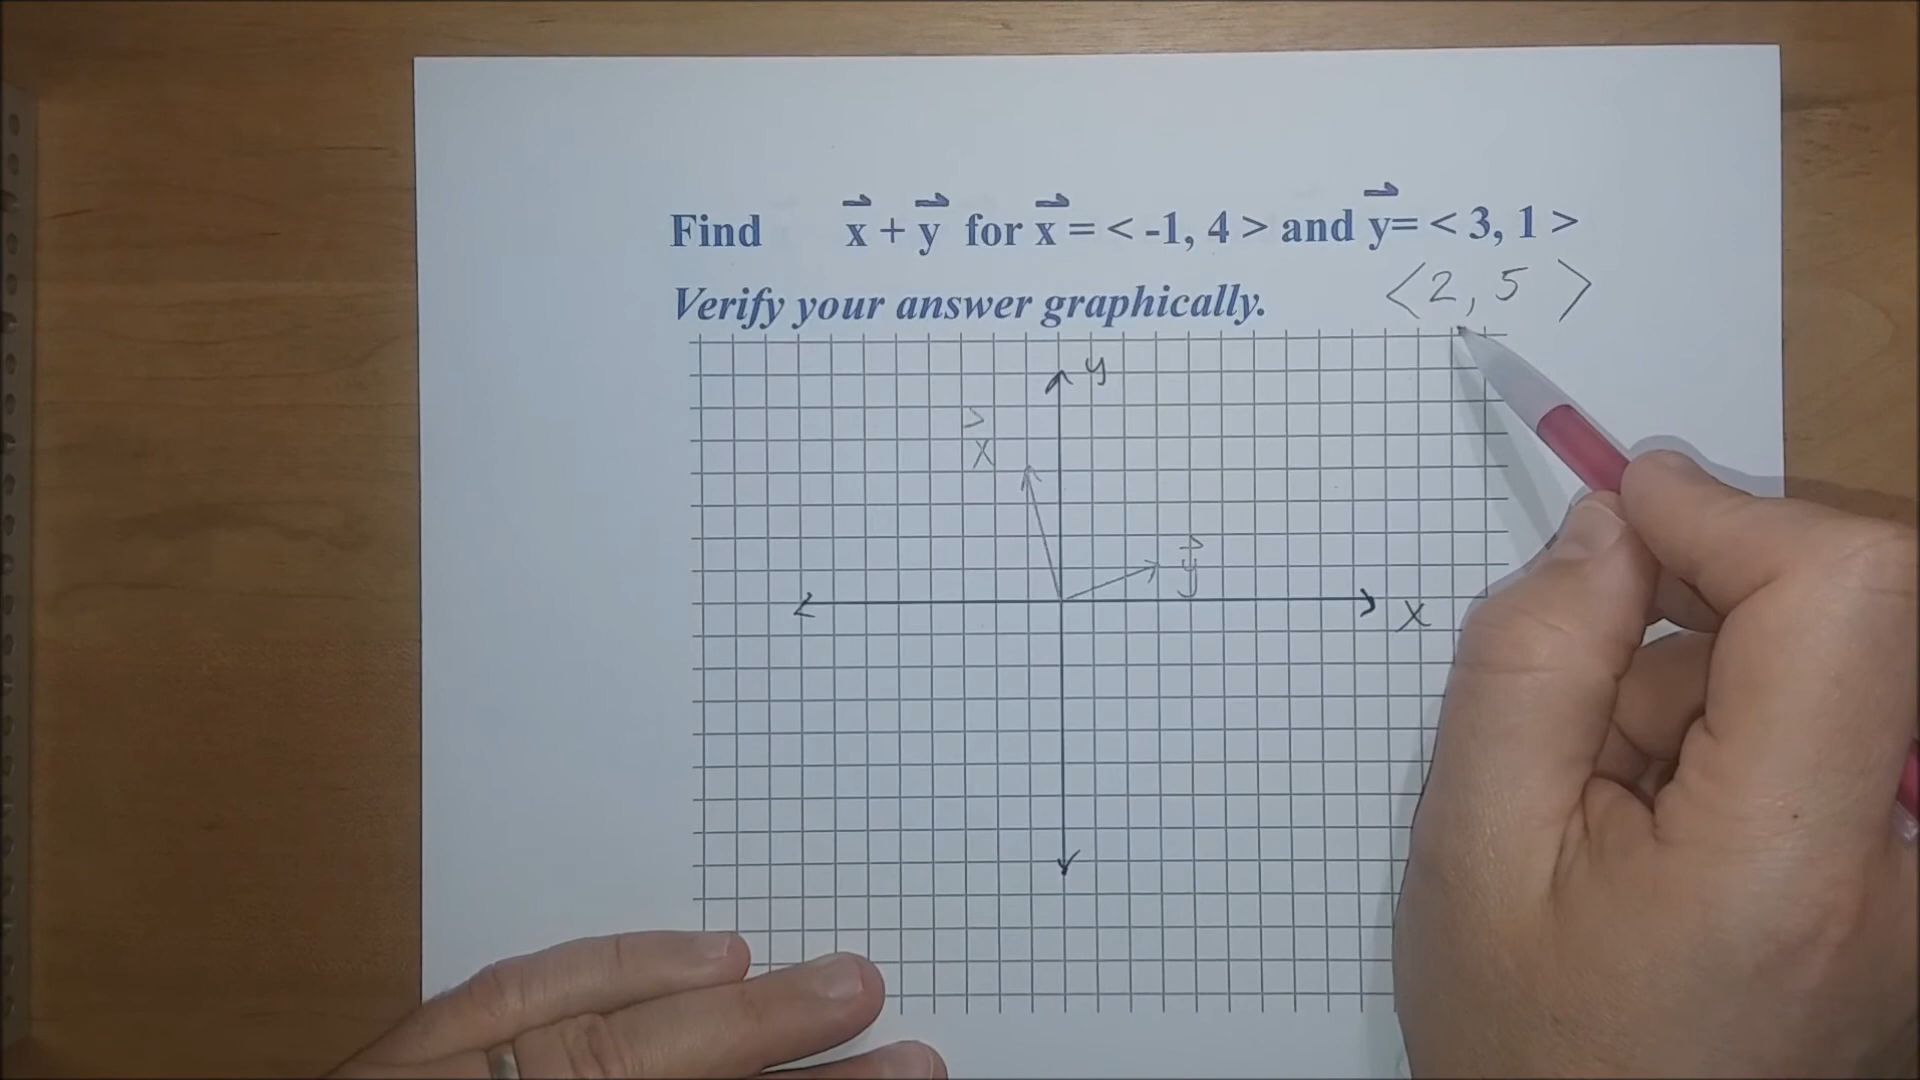 Find x⃗ + y⃗ for x⃗ = < -1, 4 > and y⃗= < 3, 1 >
<2, 5 >
Verify your answer graphically.
y
x⃗
y⃗
x